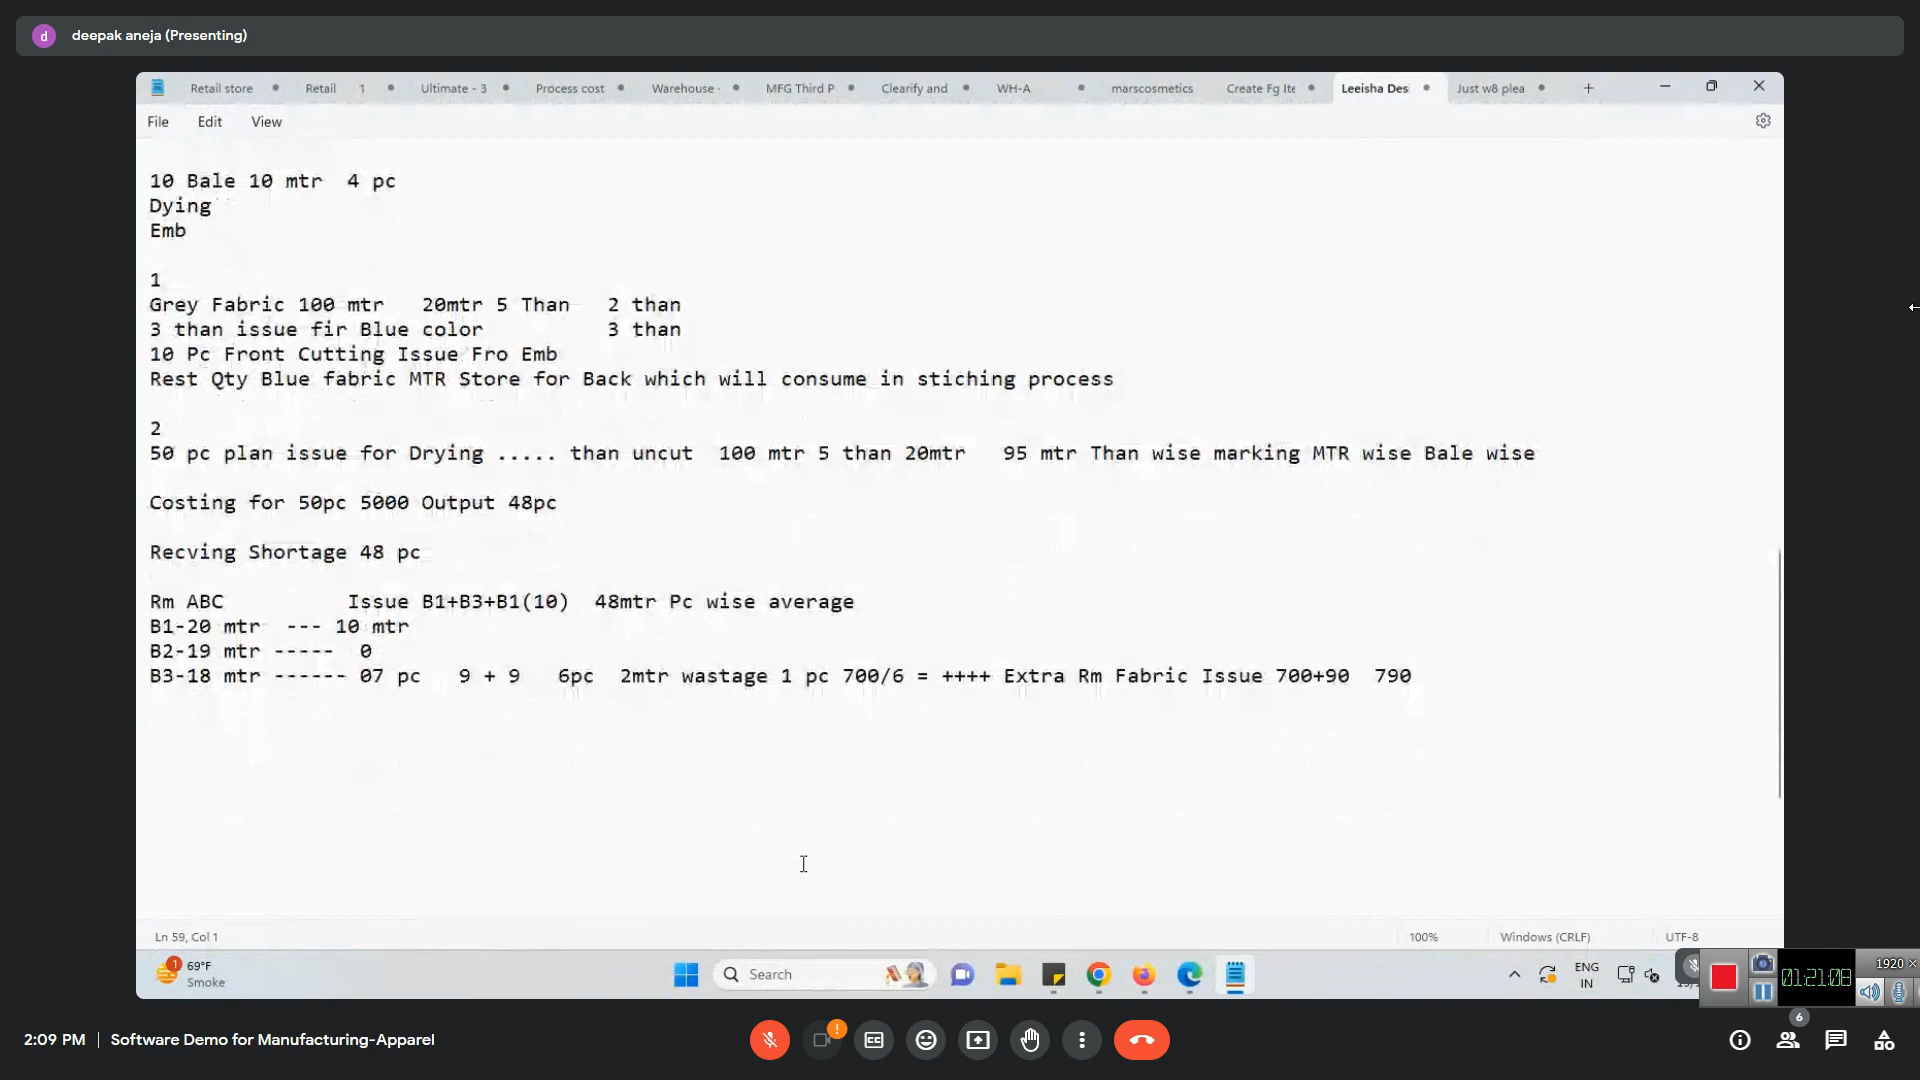 d deepak aneja (Presenting)
Retail store Retail 1 Ultimate - 3 Process cost Warehouse - MFG Third P Clearify and WH-A marscosmetics Create Fg Ite Leeisha Des Just w8 plea
File Edit View
10 Bale 10 mtr 4 pc
Dying
Emb
1
Grey Fabric 100 mtr 20mtr 5 Than 2 than
3 than issue fir Blue color 3 than
10 Pc Front Cutting Issue Fro Emb
Rest Qty Blue fabric MTR Store for Back which will consume in stiching process
2
50 pc plan issue for Drying ..... than uncut 100 mtr 5 than 20mtr 95 mtr Than wise marking MTR wise Bale wise
Costing for 50pc 5000 Output 48pc
Recving Shortage 48 pc
Rm ABC Issue B1+B3+B1(10) 48mtr Pc wise average
B1-20 mtr --- 10 mtr
B2-19 mtr ----- 0
B3-18 mtr ------ 07 pc 9 + 9 6pc 2mtr wastage 1 pc 700/6 = ++++ Extra Rm Fabric Issue 700+90 790
Ln 59, Col 1 100% Windows (CRLF) UTF-8
1 69°F
Smoke
Search
ENG
IN
1920 ×
01:21:08
6
2:09 PM | Software Demo for Manufacturing-Apparel